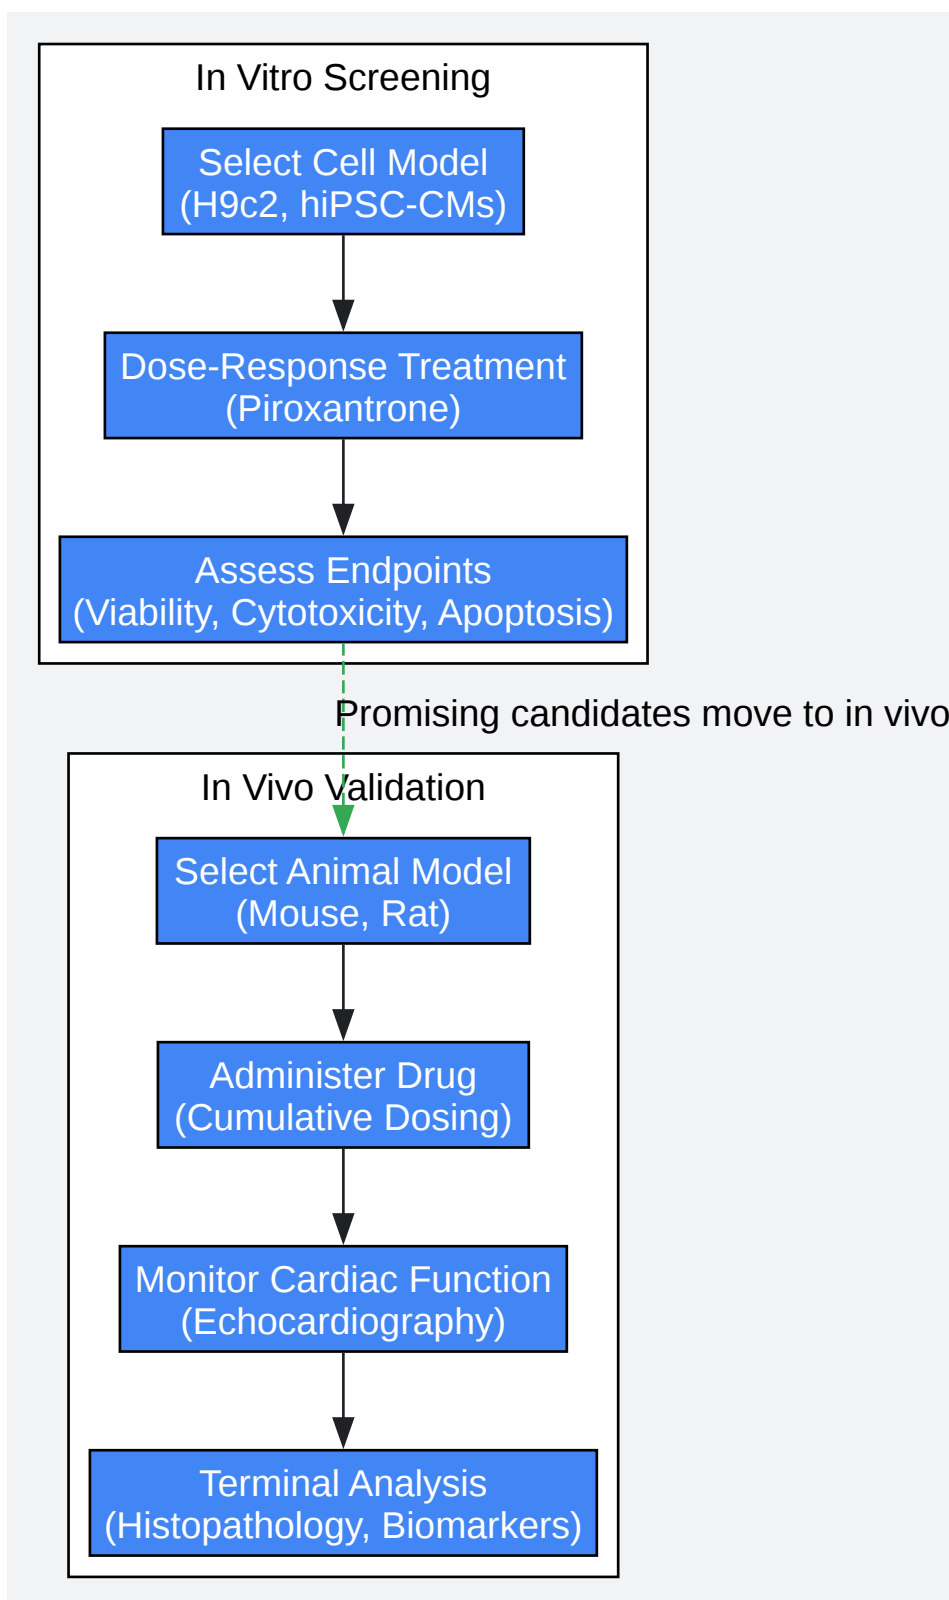 In Vitro Screening
Select Cell Model
(H9c2, hiPSC-CMs)
Dose-Response Treatment
(Piroxantrone)
Assess Endpoints
(Viability, Cytotoxicity, Apoptosis)
Promising candidates move to in vivo
In Vivo Validation
Select Animal Model
(Mouse, Rat)
Administer Drug
(Cumulative Dosing)
Monitor Cardiac Function
(Echocardiography)
Terminal Analysis
(Histopathology, Biomarkers)